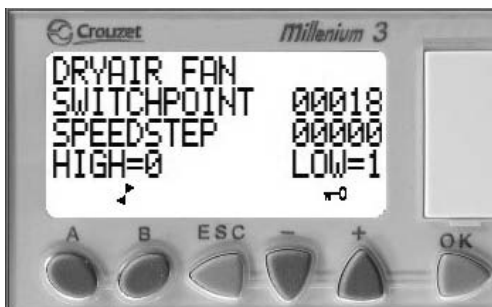 Crouzet Millenium 3
DRYAIR FAN
SWITCHPOINT 00018
SPEEDSTEP 00000
HIGH=0 LOW=1
A B ESC - + OK